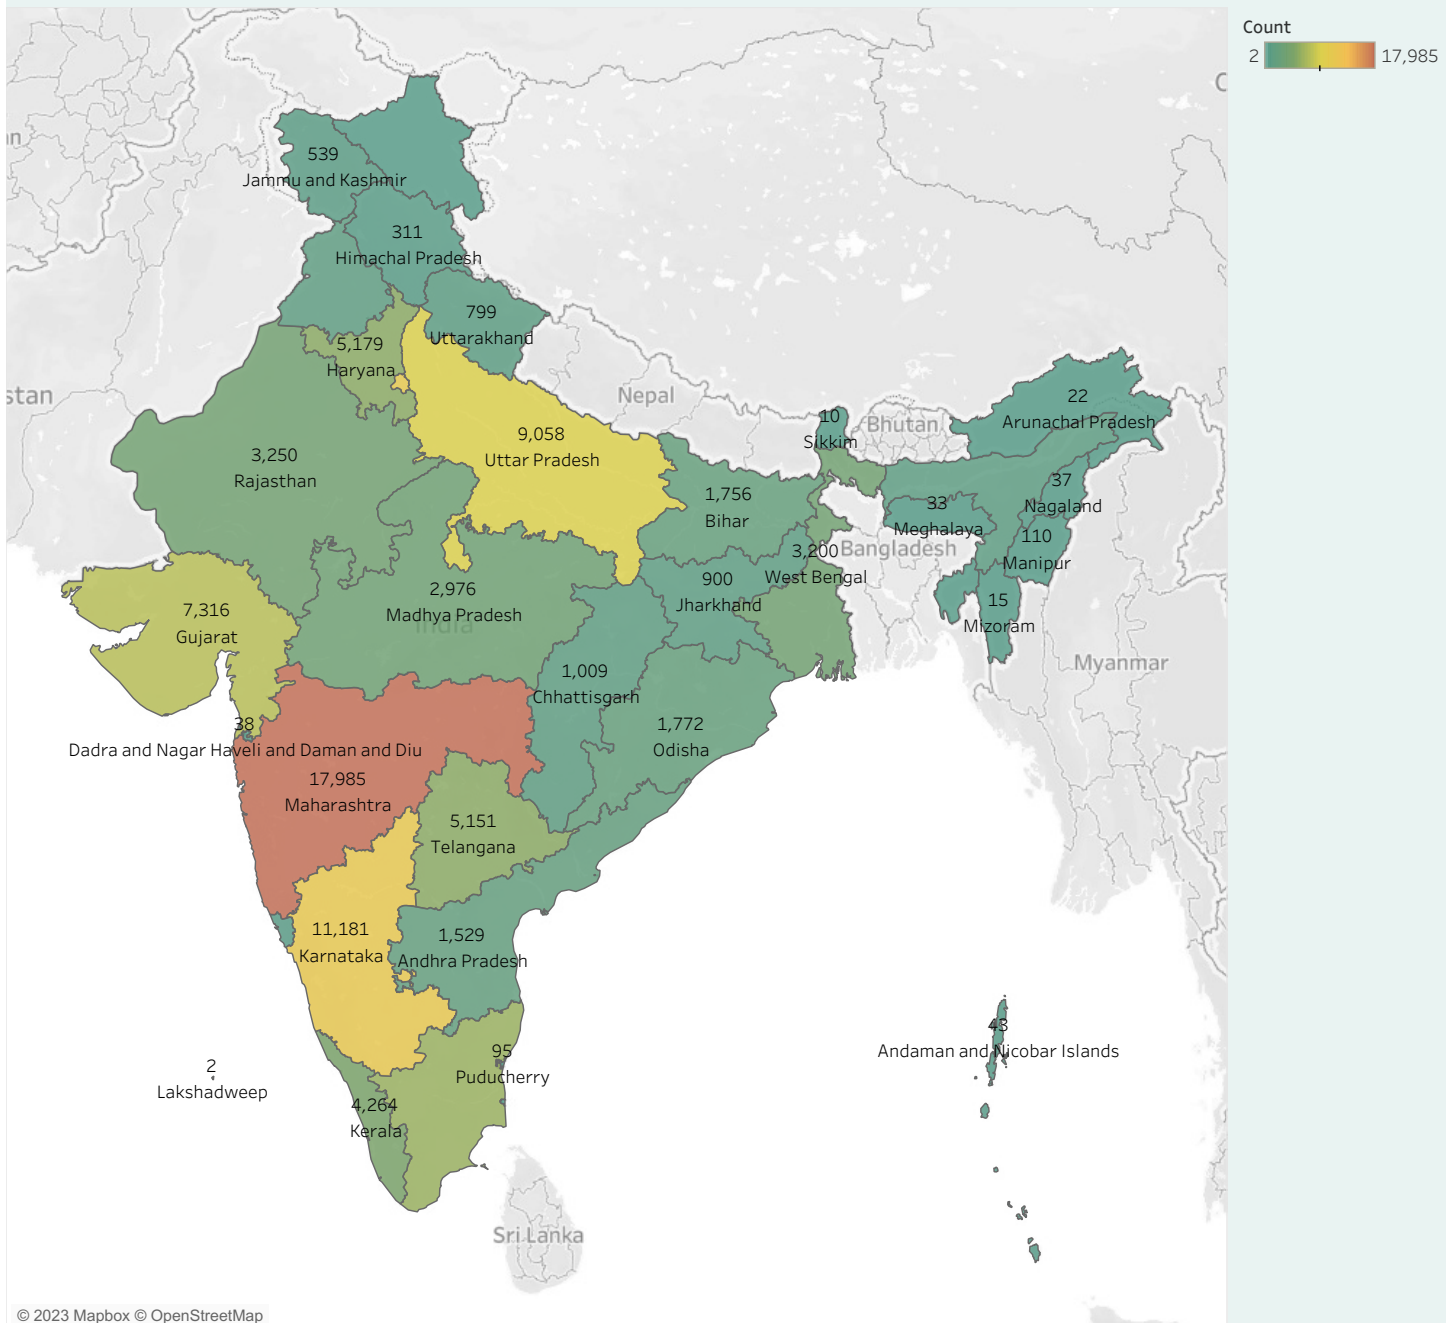 Count
2
17,985
an
stan
539
Jammu and Kashmir
311
Himachal Pradesh
799
Uttarakhand
5,179
Haryana
Nepal
9,058
Uttar Pradesh
3,250
Rajasthan
10
Sikkim
Bhutan
22
Arunachal Pradesh
1,756
Bihar
37
Nagaland
33
Meghalaya
110
Manipur
Bangladesh
3,200
West Bengal
900
Jharkhand
2,976
Madhya Pradesh
India
7,316
Gujarat
15
Mizoram
Myanmar
1,009
Chhattisgarh
1,772
Odisha
38
Dadra and Nagar Haveli and Daman and Diu
17,985
Maharashtra
5,151
Telangana
11,181
Karnataka
1,529
Andhra Pradesh
43
Andaman and Nicobar Islands
95
Puducherry
2
Lakshadweep
4,264
Kerala
Sri Lanka
© 2023 Mapbox © OpenStreetMap